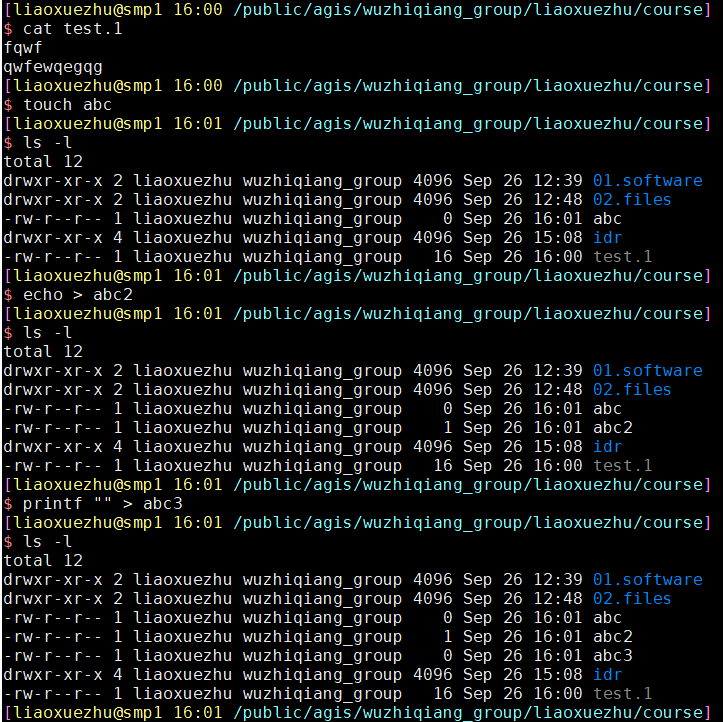 [liaoxuezhu@smp1 16:00 /public/agis/wuzhiqiang_group/liaoxuezhu/course]
$ cat test.1
fqwf
qwfewqegqg
[liaoxuezhu@smp1 16:00 /public/agis/wuzhiqiang_group/liaoxuezhu/course]
$ touch abc
[liaoxuezhu@smp1 16:01 /public/agis/wuzhiqiang_group/liaoxuezhu/course]
$ ls -l
total 12
drwxr-xr-x 2 liaoxuezhu wuzhiqiang_group 4096 Sep 26 12:39 01.software
drwxr-xr-x 2 liaoxuezhu wuzhiqiang_group 4096 Sep 26 12:48 02.files
-rw-r--r-- 1 liaoxuezhu wuzhiqiang_group    0 Sep 26 16:01 abc
drwxr-xr-x 4 liaoxuezhu wuzhiqiang_group 4096 Sep 26 15:08 idr
-rw-r--r-- 1 liaoxuezhu wuzhiqiang_group   16 Sep 26 16:00 test.1
[liaoxuezhu@smp1 16:01 /public/agis/wuzhiqiang_group/liaoxuezhu/course]
$ echo > abc2
[liaoxuezhu@smp1 16:01 /public/agis/wuzhiqiang_group/liaoxuezhu/course]
$ ls -l
total 12
drwxr-xr-x 2 liaoxuezhu wuzhiqiang_group 4096 Sep 26 12:39 01.software
drwxr-xr-x 2 liaoxuezhu wuzhiqiang_group 4096 Sep 26 12:48 02.files
-rw-r--r-- 1 liaoxuezhu wuzhiqiang_group    0 Sep 26 16:01 abc
-rw-r--r-- 1 liaoxuezhu wuzhiqiang_group    1 Sep 26 16:01 abc2
drwxr-xr-x 4 liaoxuezhu wuzhiqiang_group 4096 Sep 26 15:08 idr
-rw-r--r-- 1 liaoxuezhu wuzhiqiang_group   16 Sep 26 16:00 test.1
[liaoxuezhu@smp1 16:01 /public/agis/wuzhiqiang_group/liaoxuezhu/course]
$ printf "" > abc3
[liaoxuezhu@smp1 16:01 /public/agis/wuzhiqiang_group/liaoxuezhu/course]
$ ls -l
total 12
drwxr-xr-x 2 liaoxuezhu wuzhiqiang_group 4096 Sep 26 12:39 01.software
drwxr-xr-x 2 liaoxuezhu wuzhiqiang_group 4096 Sep 26 12:48 02.files
-rw-r--r-- 1 liaoxuezhu wuzhiqiang_group    0 Sep 26 16:01 abc
-rw-r--r-- 1 liaoxuezhu wuzhiqiang_group    1 Sep 26 16:01 abc2
-rw-r--r-- 1 liaoxuezhu wuzhiqiang_group    0 Sep 26 16:01 abc3
drwxr-xr-x 4 liaoxuezhu wuzhiqiang_group 4096 Sep 26 15:08 idr
-rw-r--r-- 1 liaoxuezhu wuzhiqiang_group   16 Sep 26 16:00 test.1
[liaoxuezhu@smp1 16:01 /public/agis/wuzhiqiang_group/liaoxuezhu/course]